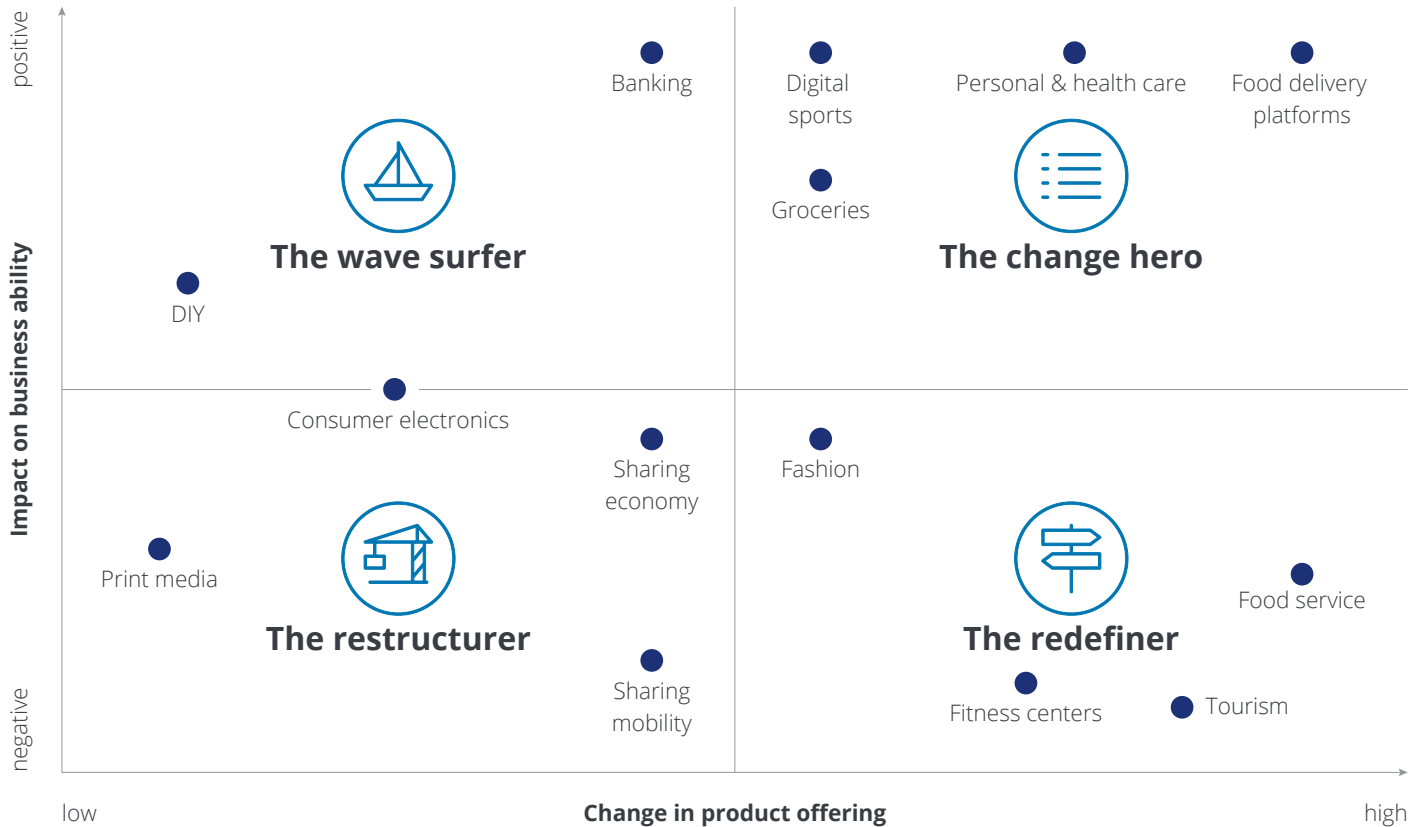 positive
Impact on business ability
negative
Banking
Digital
sports
Personal & health care
Food delivery
platforms
Groceries
The wave surfer
The change hero
DIY
Consumer electronics
Sharing
economy
Fashion
Print media
Food service
The restructurer
The redefiner
Sharing
mobility
Fitness centers
Tourism
low
Change in product offering
high